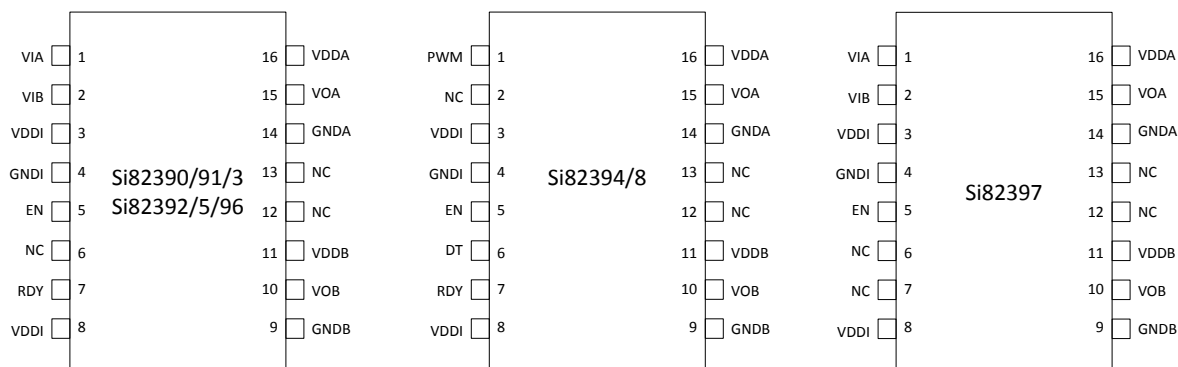 VIA 1 16 VDDA
VIB 2 15 VOA
VDDI 3 14 GNDA
GNDI 4 13 NC
EN 5 12 NC
NC 6 11 VDDB
RDY 7 10 VOB
VDDI 8 9 GNDB
Si82390/91/3
Si82392/5/96
PWM 1 16 VDDA
NC 2 15 VOA
VDDI 3 14 GNDA
GNDI 4 13 NC
EN 5 12 NC
DT 6 11 VDDB
RDY 7 10 VOB
VDDI 8 9 GNDB
Si82394/8
VIA 1 16 VDDA
VIB 2 15 VOA
VDDI 3 14 GNDA
GNDI 4 13 NC
EN 5 12 NC
NC 6 11 VDDB
NC 7 10 VOB
VDDI 8 9 GNDB
Si82397